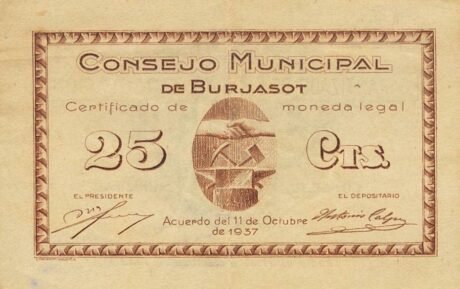 CONSEJO MUNICIPAL
DE BURJASOT
Certificado de moneda legal
25 CTS.
EL PRESIDENTE
EL DEPOSITARIO
Acuerdo del 11 de Octubre
de 1937